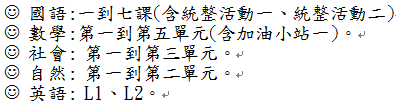 ☺ 國語:一到七課(含統整活動一、統整活動二)
☺ 數學:第一到第五單元(含加油小站一)。
☺ 社會: 第一到第三單元。
☺ 自然: 第一到第二單元。
☺ 英語: L1、L2。